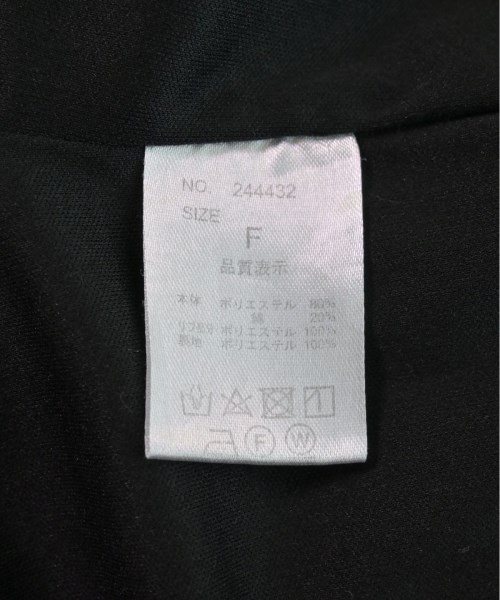 NO. 244432
SIZE
F
品質表示
本体 ポリエステル 80%
綿 20%
リブ部分 ポリエステル 100%
裏地 ポリエステル 100%
F W